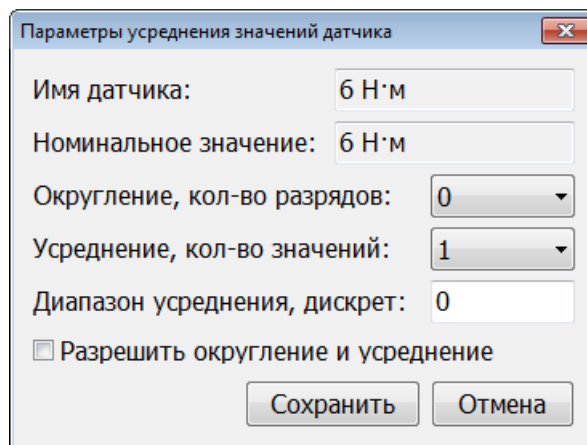 Параметры усреднения значений датчика
Имя датчика: 6 Н·м
Номинальное значение: 6 Н·м
Округление, кол-во разрядов: 0
Усреднение, кол-во значений: 1
Диапазон усреднения, дискрет: 0
Разрешить округление и усреднение
Сохранить Отмена